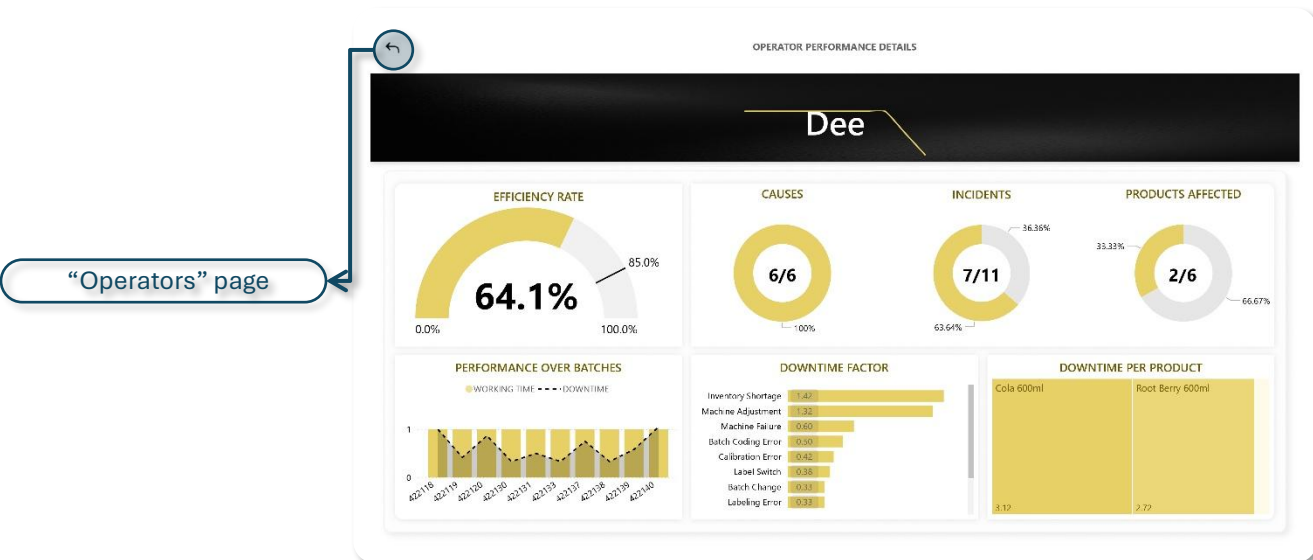 OPERATOR PERFORMANCE DETAILS
Dee
“Operators” page
EFFICIENCY RATE
85.0%
64.1%
0.0%
100.0%
CAUSES
6/6
100%
INCIDENTS
36.36%
7/11
63.64%
PRODUCTS AFFECTED
33.33%
2/6
66.67%
PERFORMANCE OVER BATCHES
WORKING TIME DOWNTIME
1
0
422118 422119 422120 422130 422131 422133 422137 422138 422139 422140
DOWNTIME FACTOR
Inventory Shortage 1.42
Machine Adjustment 1.32
Machine Failure 0.60
Batch Coding Error 0.50
Calibration Error 0.42
Label Switch 0.38
Batch Change 0.33
Labeling Error 0.33
DOWNTIME PER PRODUCT
Cola 600ml Root Berry 600ml
3.12 2.72